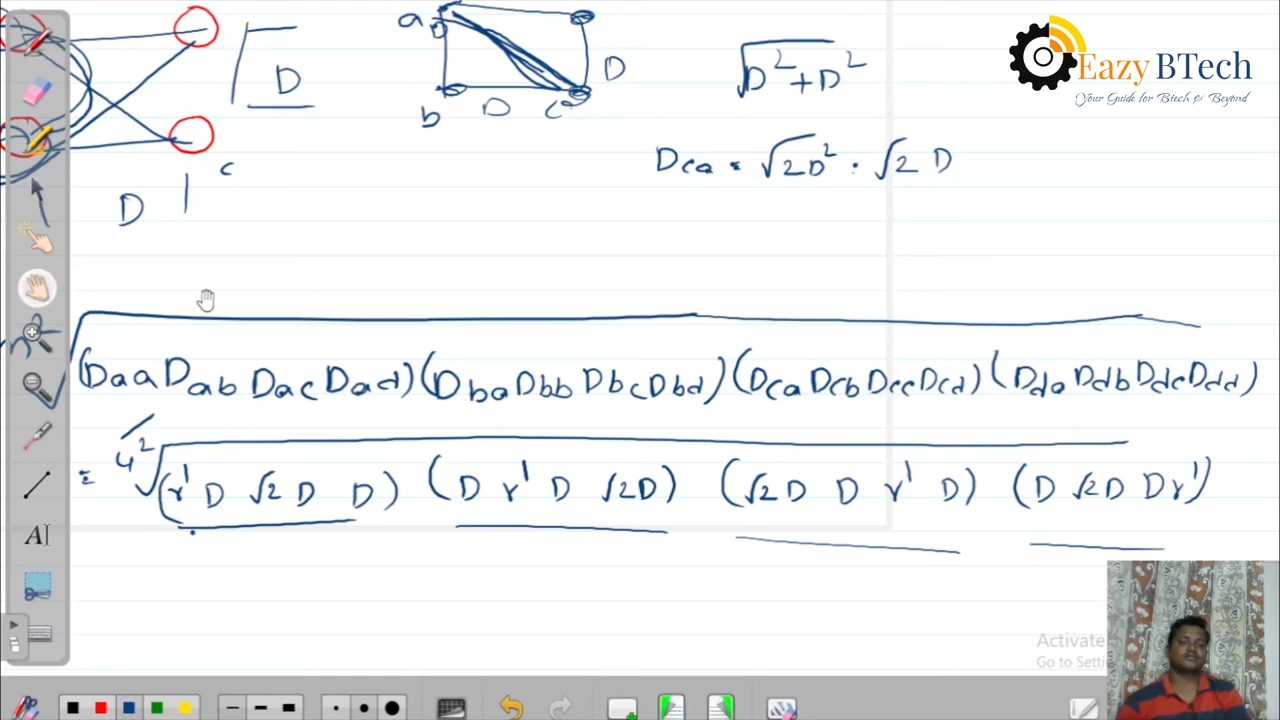 Eazy BTech
Your Guide for Btech & Beyond
a
D
D
D
b
D
c
√D²+D²
Dca = √2D² = √2 D
c
D
(Daa Dab Dac Dad) (Dba Dbb Dbc Dbd) (Dca Dcb Dcc Dcd) (Dda Ddb Ddc Ddd)
= 4² √(r' D √2 D D) (D r' D √2D) (√2D D r' D) (D √2D D r')
A
Activate
Go to Setti